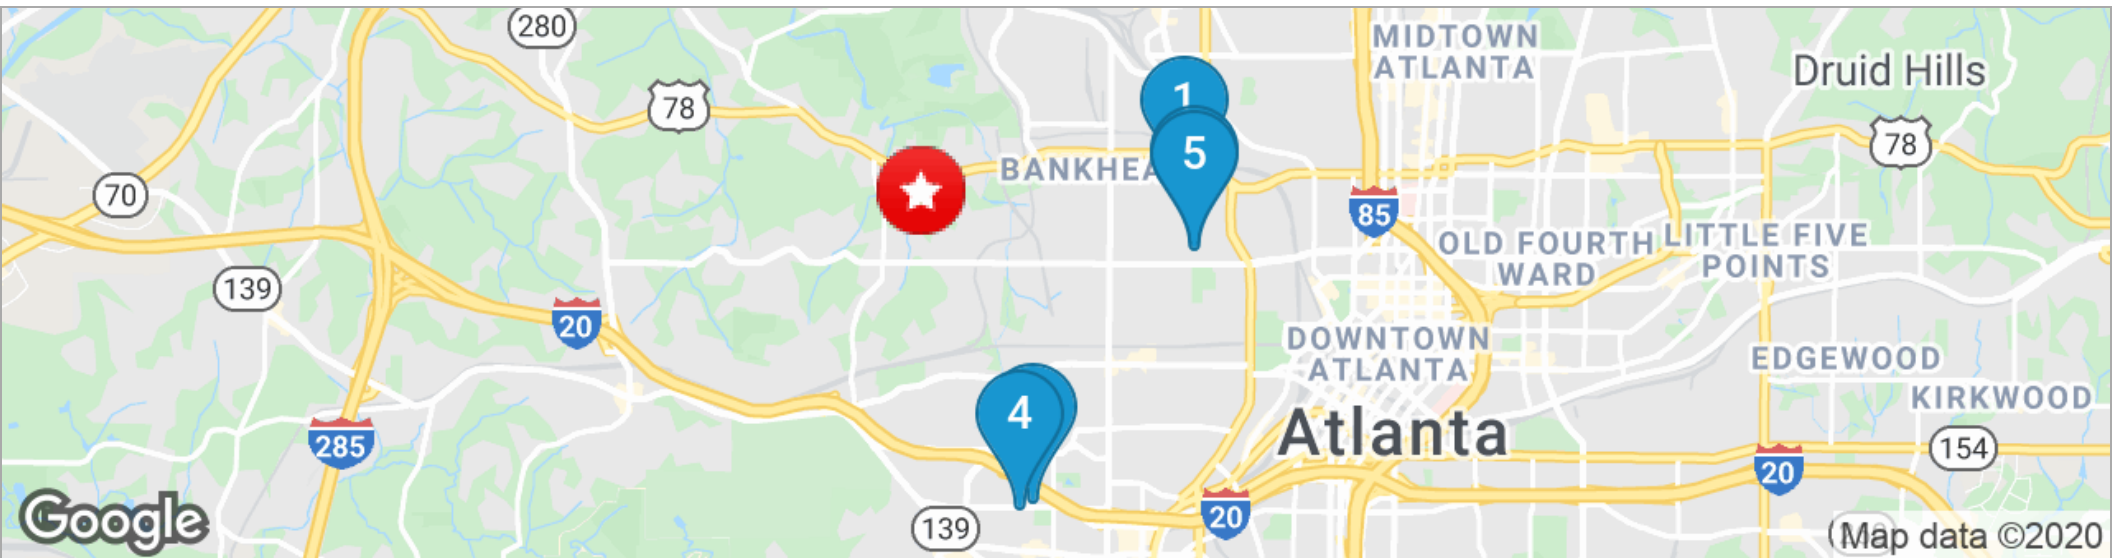 280
MIDTOWN
ATLANTA
Druid Hills
78
1
78
5
BANKHEA
70
85
OLD FOURTH
WARD
LITTLE FIVE
POINTS
139
20
DOWNTOWN
ATLANTA
EDGEWOOD
KIRKWOOD
4
Atlanta
285
154
20
20
139
Google
Map data ©2020